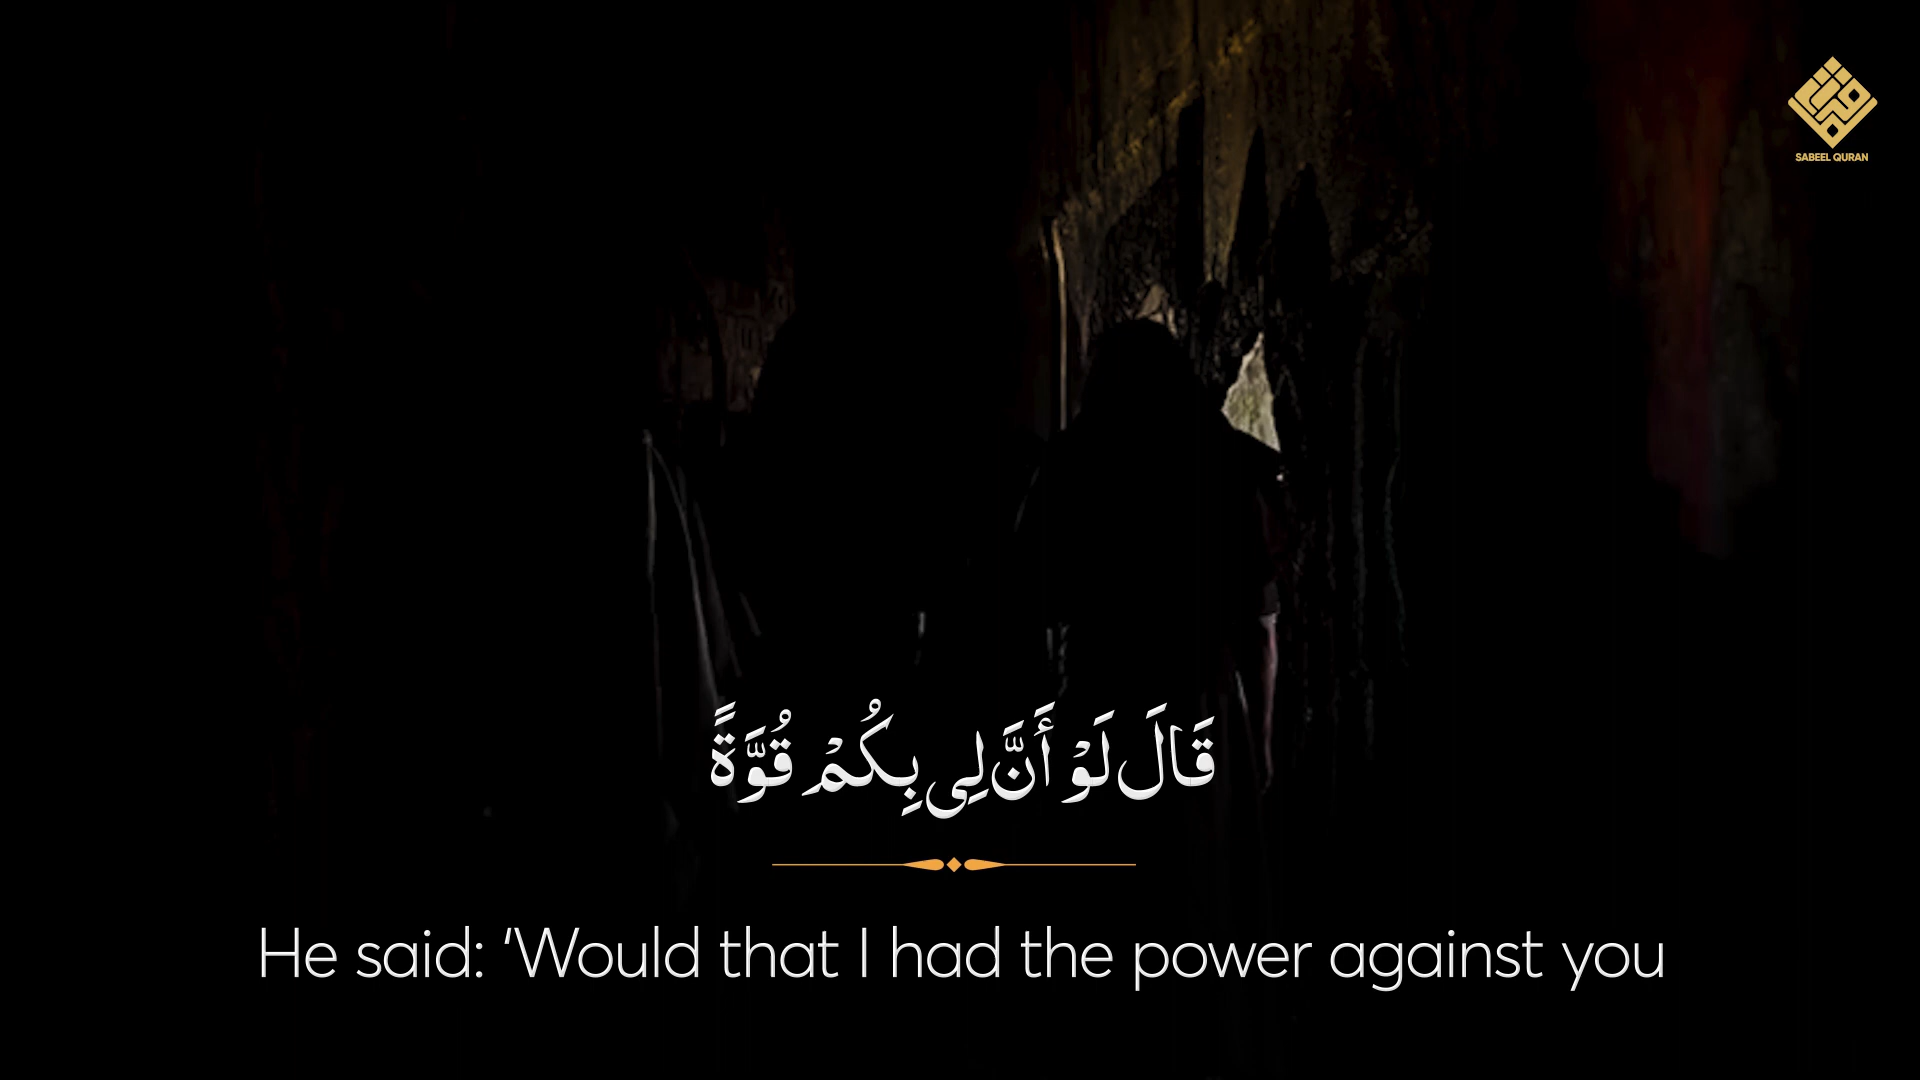 SABEEL QURAN
قَالَ لَوْ أَنَّ لِى بِكُمْ قُوَّةً
He said: ‘Would that I had the power against you